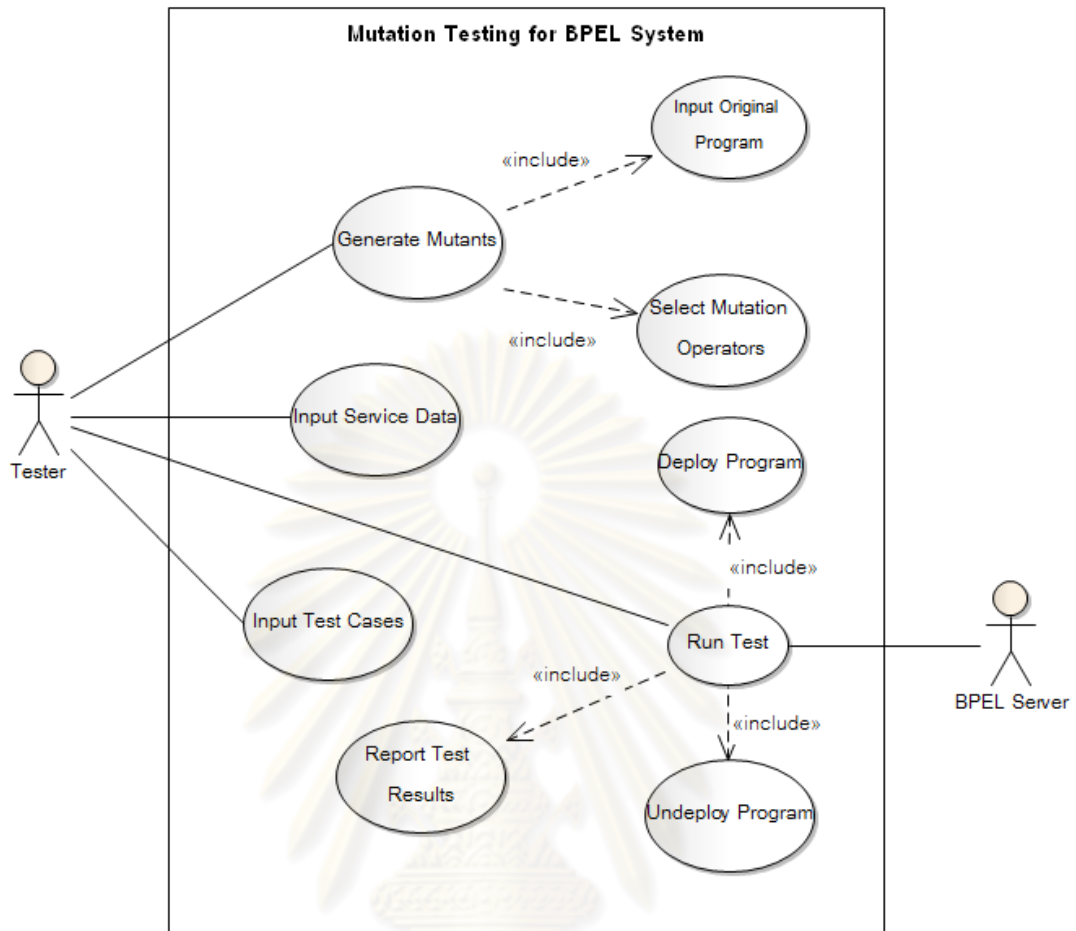 Mutation Testing for BPEL System
Input Original
Program
«include»
Generate Mutants
Select Mutation
Operators
«include»
Input Service Data
Tester
Deploy Program
«include»
Input Test Cases
Run Test
«include»
BPEL Server
«include»
Report Test
Results
Undeploy Program